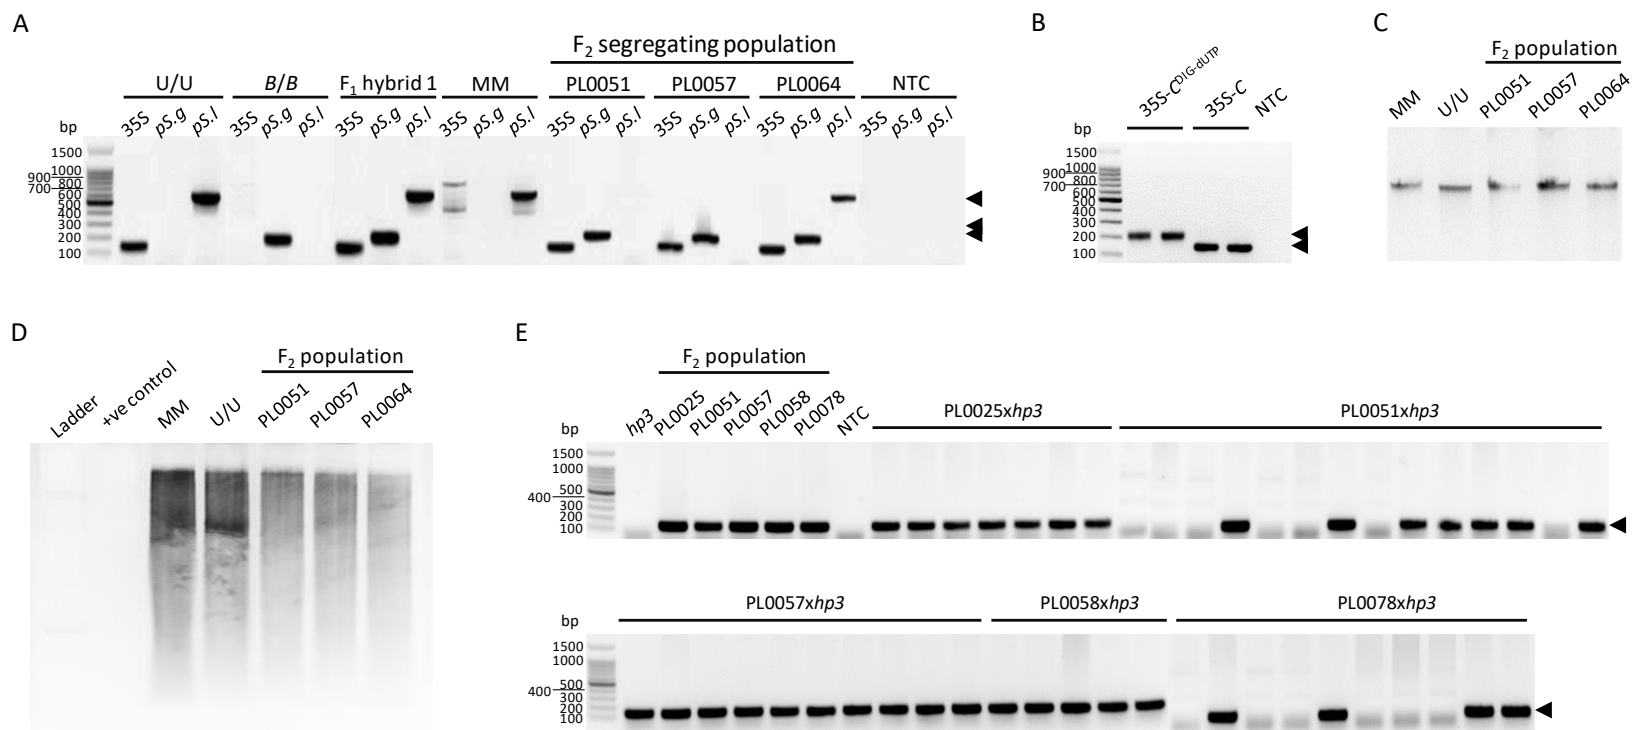 A
F2 segregating population
U/U B/B F1 hybrid 1 MM PL0051 PL0057 PL0064 NTC
35S pS.g pS.l 35S pS.g pS.l 35S pS.g pS.l 35S pS.g pS.l 35S pS.g pS.l 35S pS.g pS.l 35S pS.g pS.l 35S pS.g pS.l
bp
1500
1000
900
800
700
600
500
400
300
200
100
B
35S-C^DIG-dUTP 35S-C NTC
bp
1500
1000
900
800
700
600
500
400
300
200
100
C
F2 population
MM U/U PL0051 PL0057 PL0064
D
F2 population
Ladder +ve control MM U/U PL0051 PL0057 PL0064
E
F2 population
hp3 PL0025 PL0051 PL0057 PL0058 PL0078 NTC PL0025xhp3 PL0051xhp3
bp
1500
1000
500
400
300
200
100
PL0057xhp3 PL0058xhp3 PL0078xhp3
bp
1500
1000
500
400
300
200
100